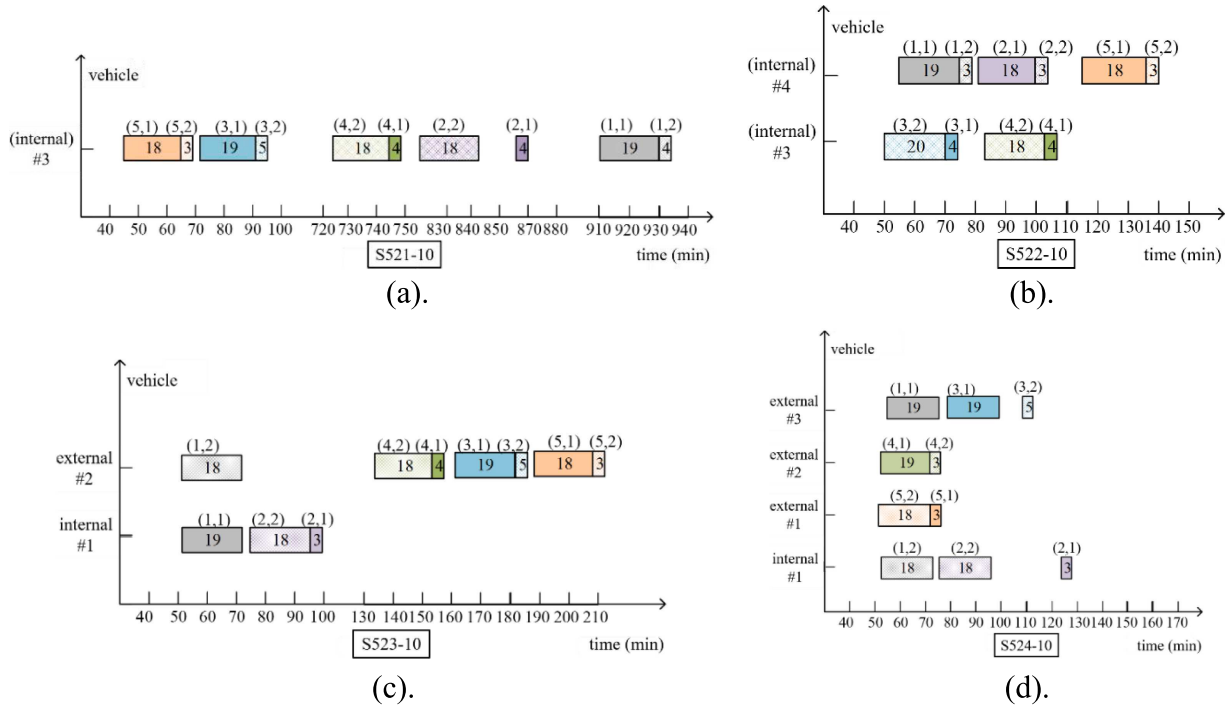 vehicle
(5,1) (5,2) (3,1) (3,2) (4,2) (4,1) (2,2) (2,1) (1,1) (1,2)
(internal)
#3
18 3 19 5 18 4 18 4 19 4
40 50 60 70 80 90 100 720 730 740 750 830 840 850 860 870 880 910 920 930 940
S521-10
time (min)
(a).
vehicle
(1,1) (1,2) (2,1) (2,2) (5,1) (5,2)
(internal)
#4
19 3 18 3 18 3
(3,2) (3,1) (4,2) (4,1)
(internal)
#3
20 4 18 4
40 50 60 70 80 90 100 110 120 130 140 150
S522-10
time (min)
(b).
vehicle
(1,2) (4,2) (4,1) (3,1) (3,2) (5,1) (5,2)
external
#2
18 18 4 19 5 18 3
(1,1) (2,2) (2,1)
internal
#1
19 18 3
40 50 60 70 80 90 100 130 140 150 160 170 180 190 200 210
S523-10
time (min)
(c).
vehicle
(1,1) (3,1) (3,2)
external
#3
19 19 5
(4,1) (4,2)
external
#2
19 3
(5,2) (5,1)
external
#1
18 3
(1,2) (2,2) (2,1)
internal
#1
18 18 3
40 50 60 70 80 90 100 110 120 130 140 150 160 170
S524-10
time (min)
(d).